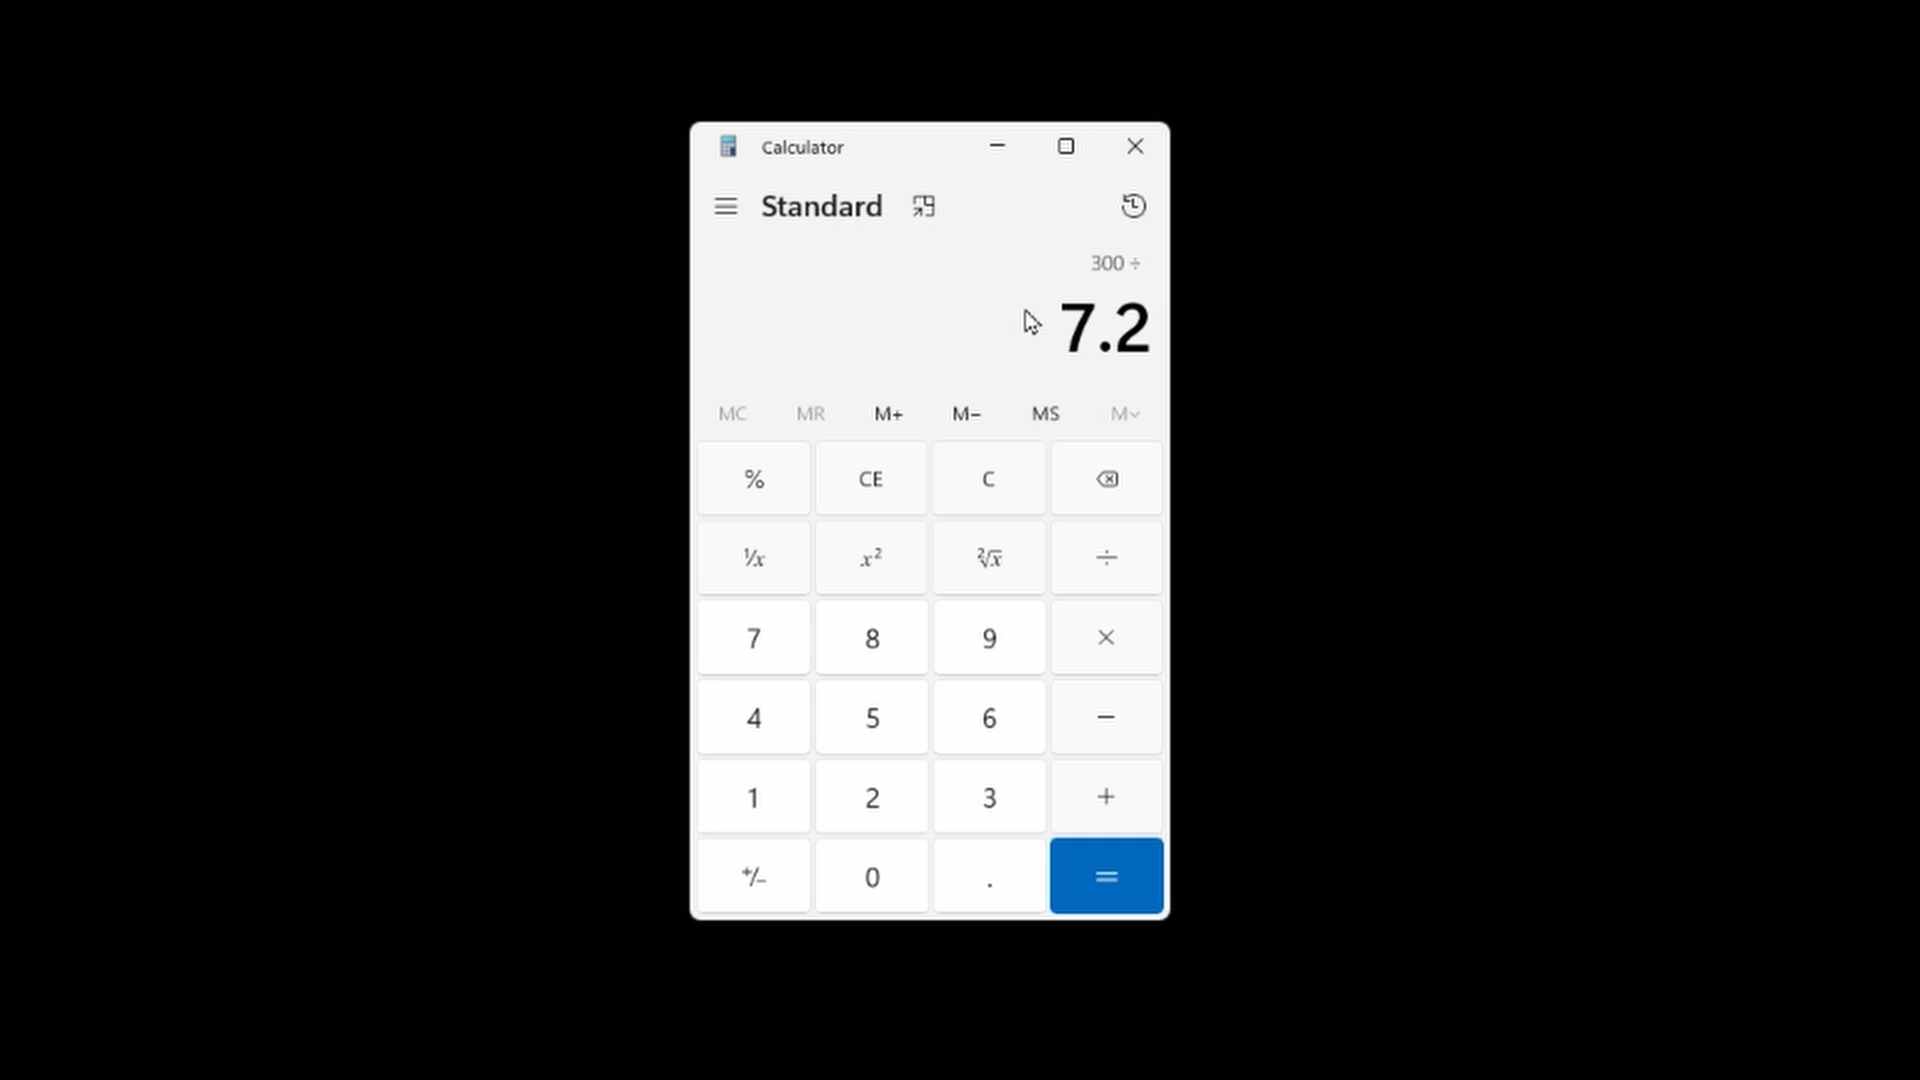 Calculator
Standard
300 ÷
7.2
MC MR M+ M− MS M
% CE C
¹/x x² ²√x ÷
7 8 9 ×
4 5 6 −
1 2 3 +
+/− 0 . =